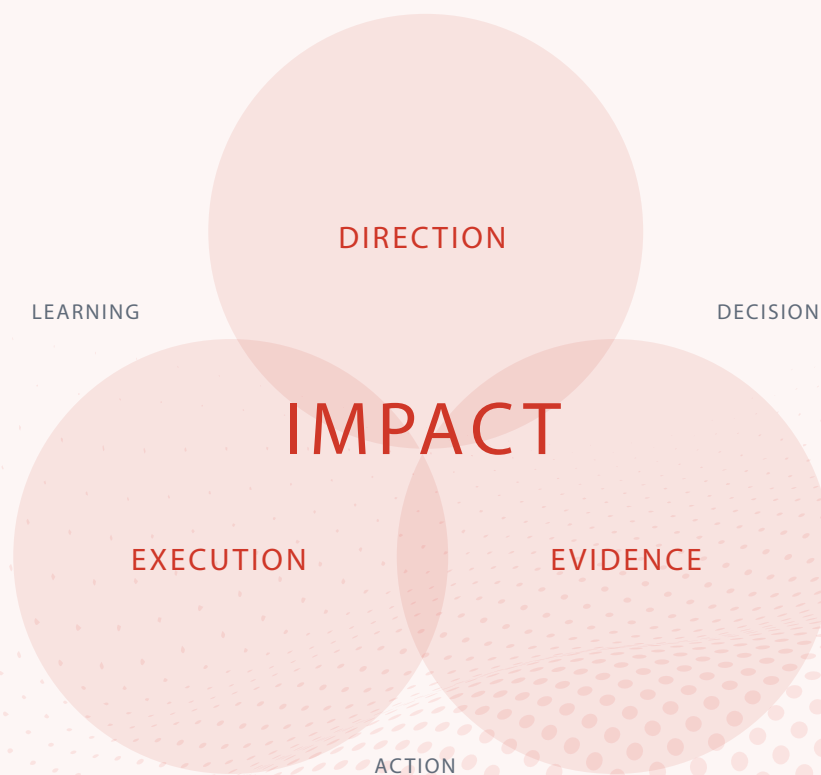 DIRECTION
LEARNING
DECISION
IMPACT
EXECUTION
EVIDENCE
ACTION